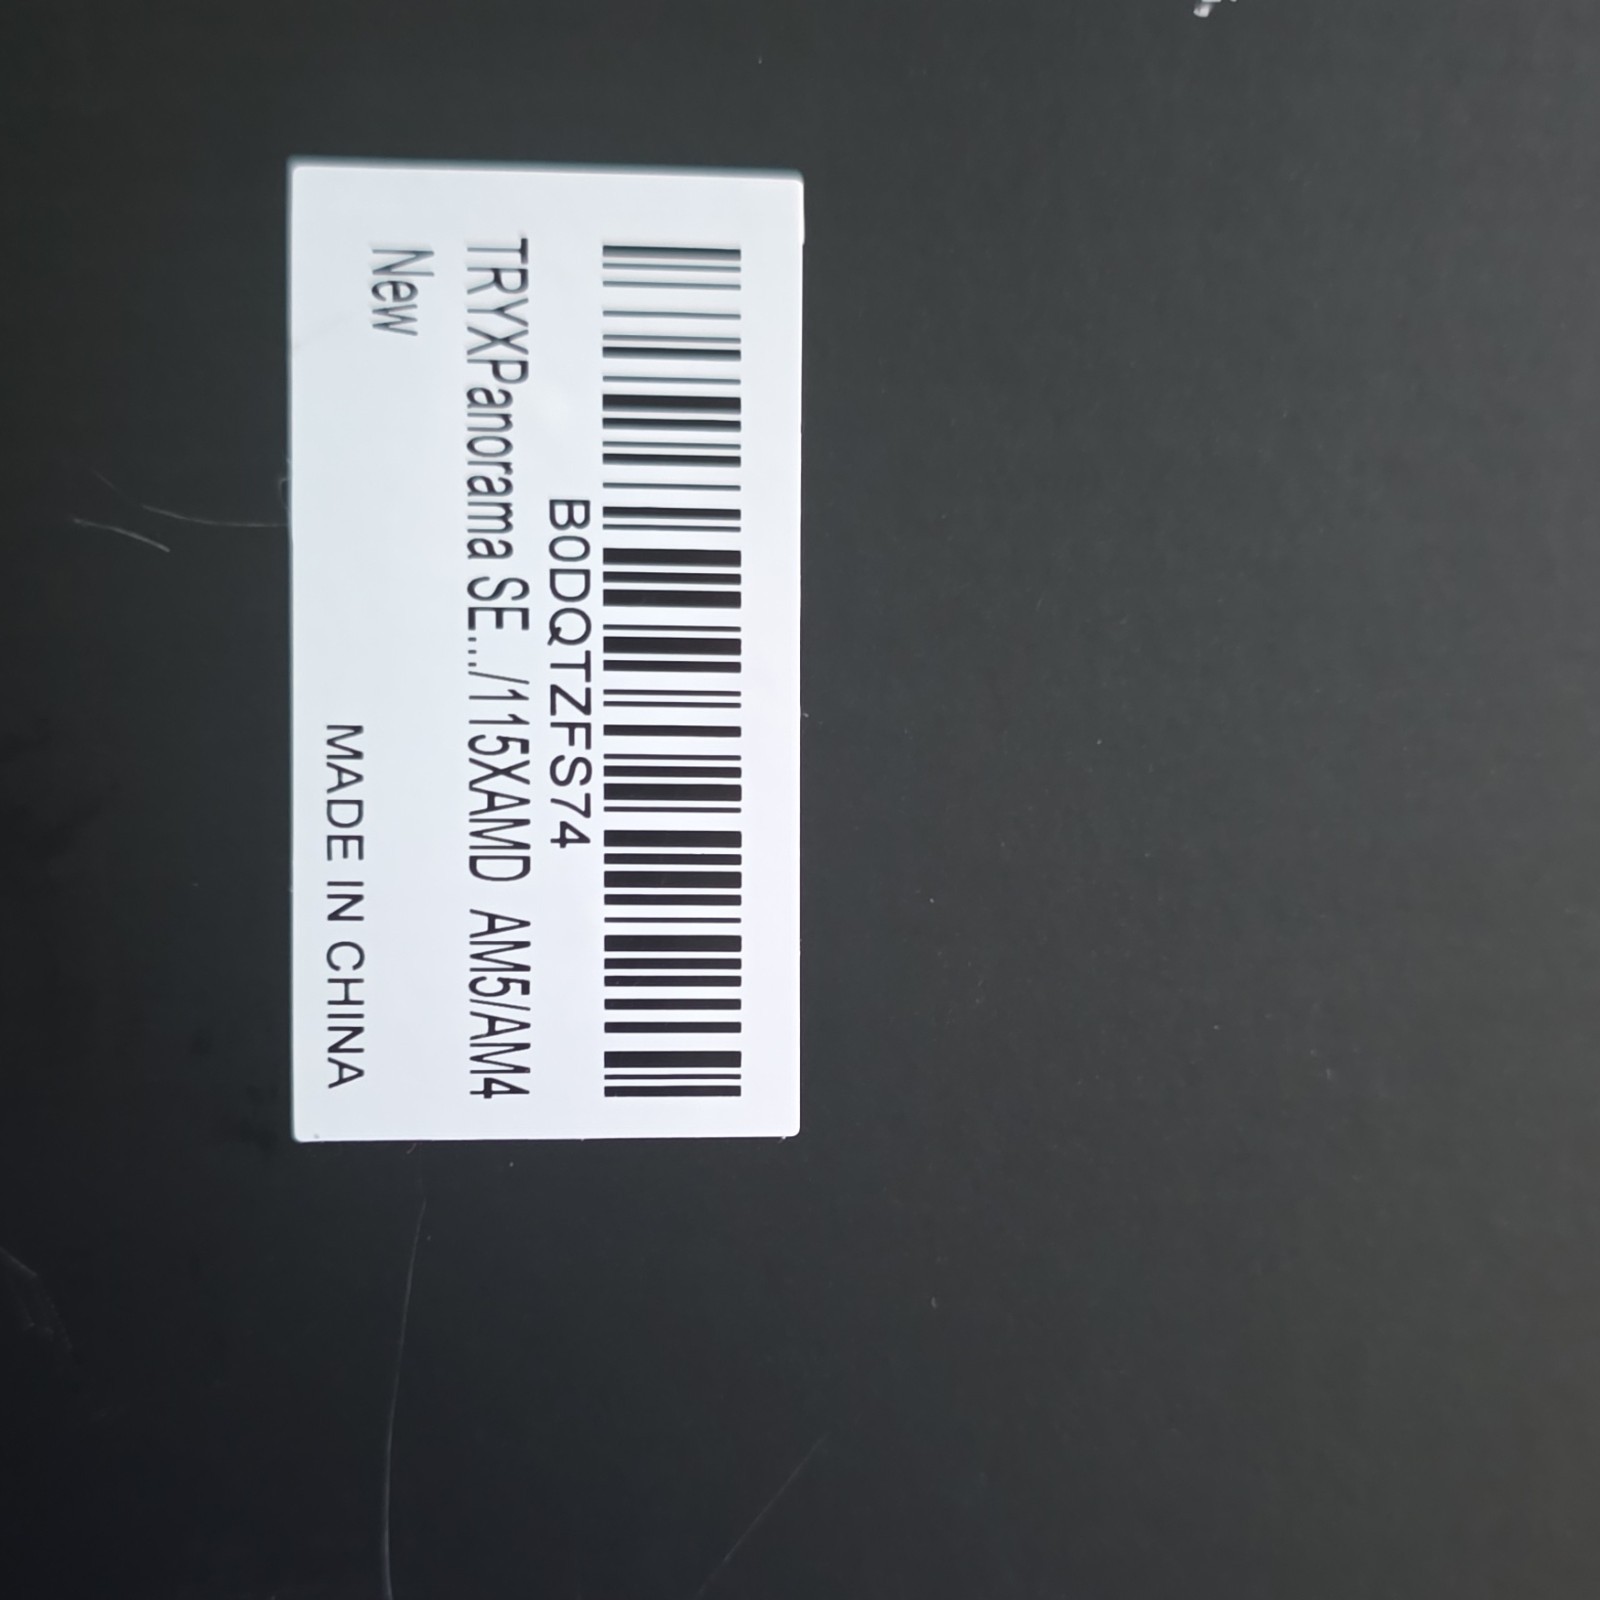 B0DQTZFS74
TRYXPanorama SE.../115XAMD AM5/AM4
New
MADE IN CHINA